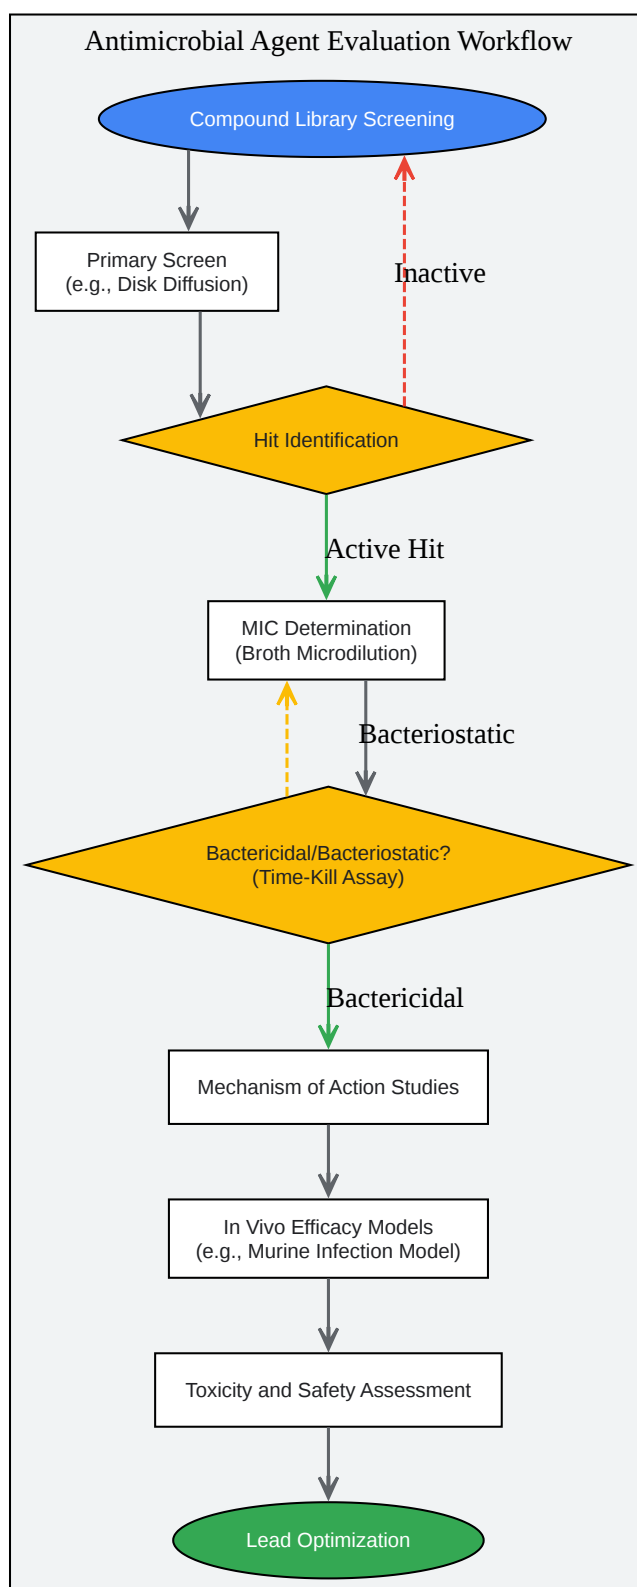 Antimicrobial Agent Evaluation Workflow
Compound Library Screening
Primary Screen
(e.g., Disk Diffusion)
Inactive
Hit Identification
Active Hit
MIC Determination
(Broth Microdilution)
Bacteriostatic
Bactericidal/Bacteriostatic?
(Time-Kill Assay)
Bactericidal
Mechanism of Action Studies
In Vivo Efficacy Models
(e.g., Murine Infection Model)
Toxicity and Safety Assessment
Lead Optimization